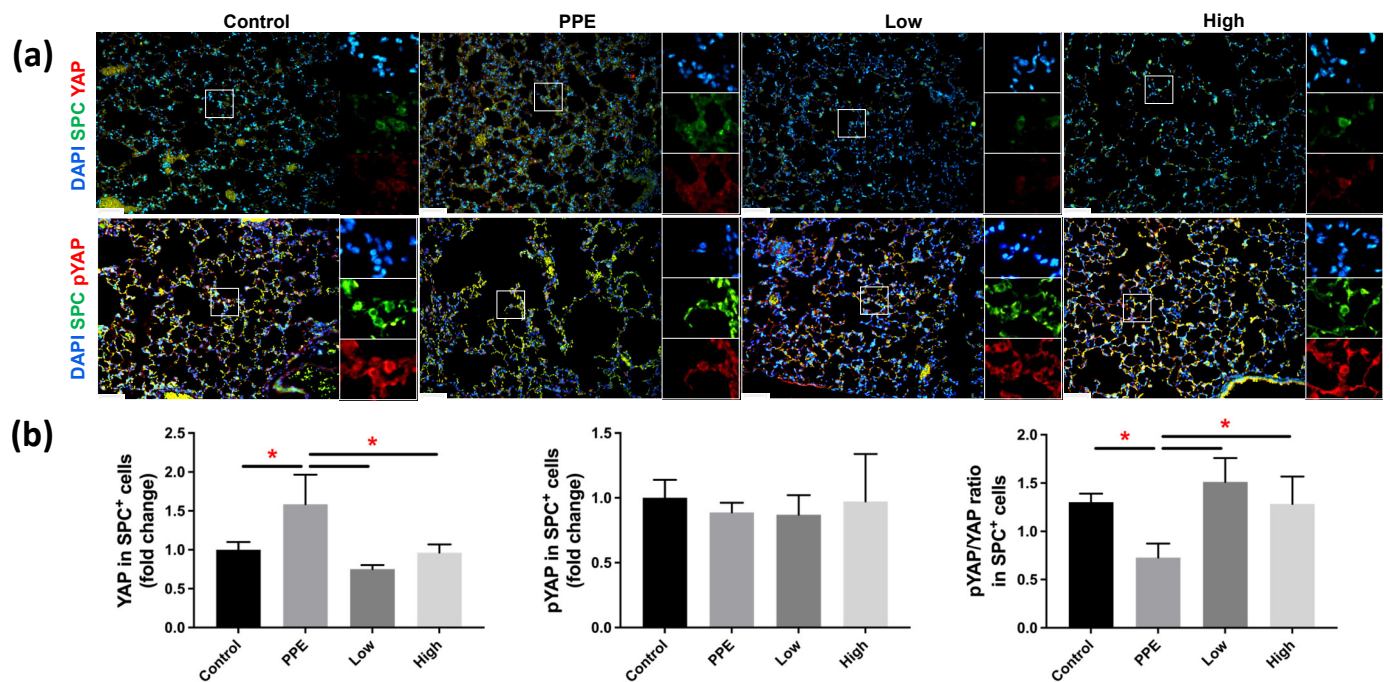 Control PPE Low High
(a)
DAPI SPC YAP
DAPI SPC pYAP
(b)
YAP in SPC+ cells
(fold change)
2.5
2.0
1.5
1.0
0.5
0.0
* *
Control PPE Low High
pYAP in SPC+ cells
(fold change)
1.5
1.0
0.5
0.0
Control PPE Low High
pYAP/YAP ratio
in SPC+ cells
2.0
1.5
1.0
0.5
0.0
* *
Control PPE Low High